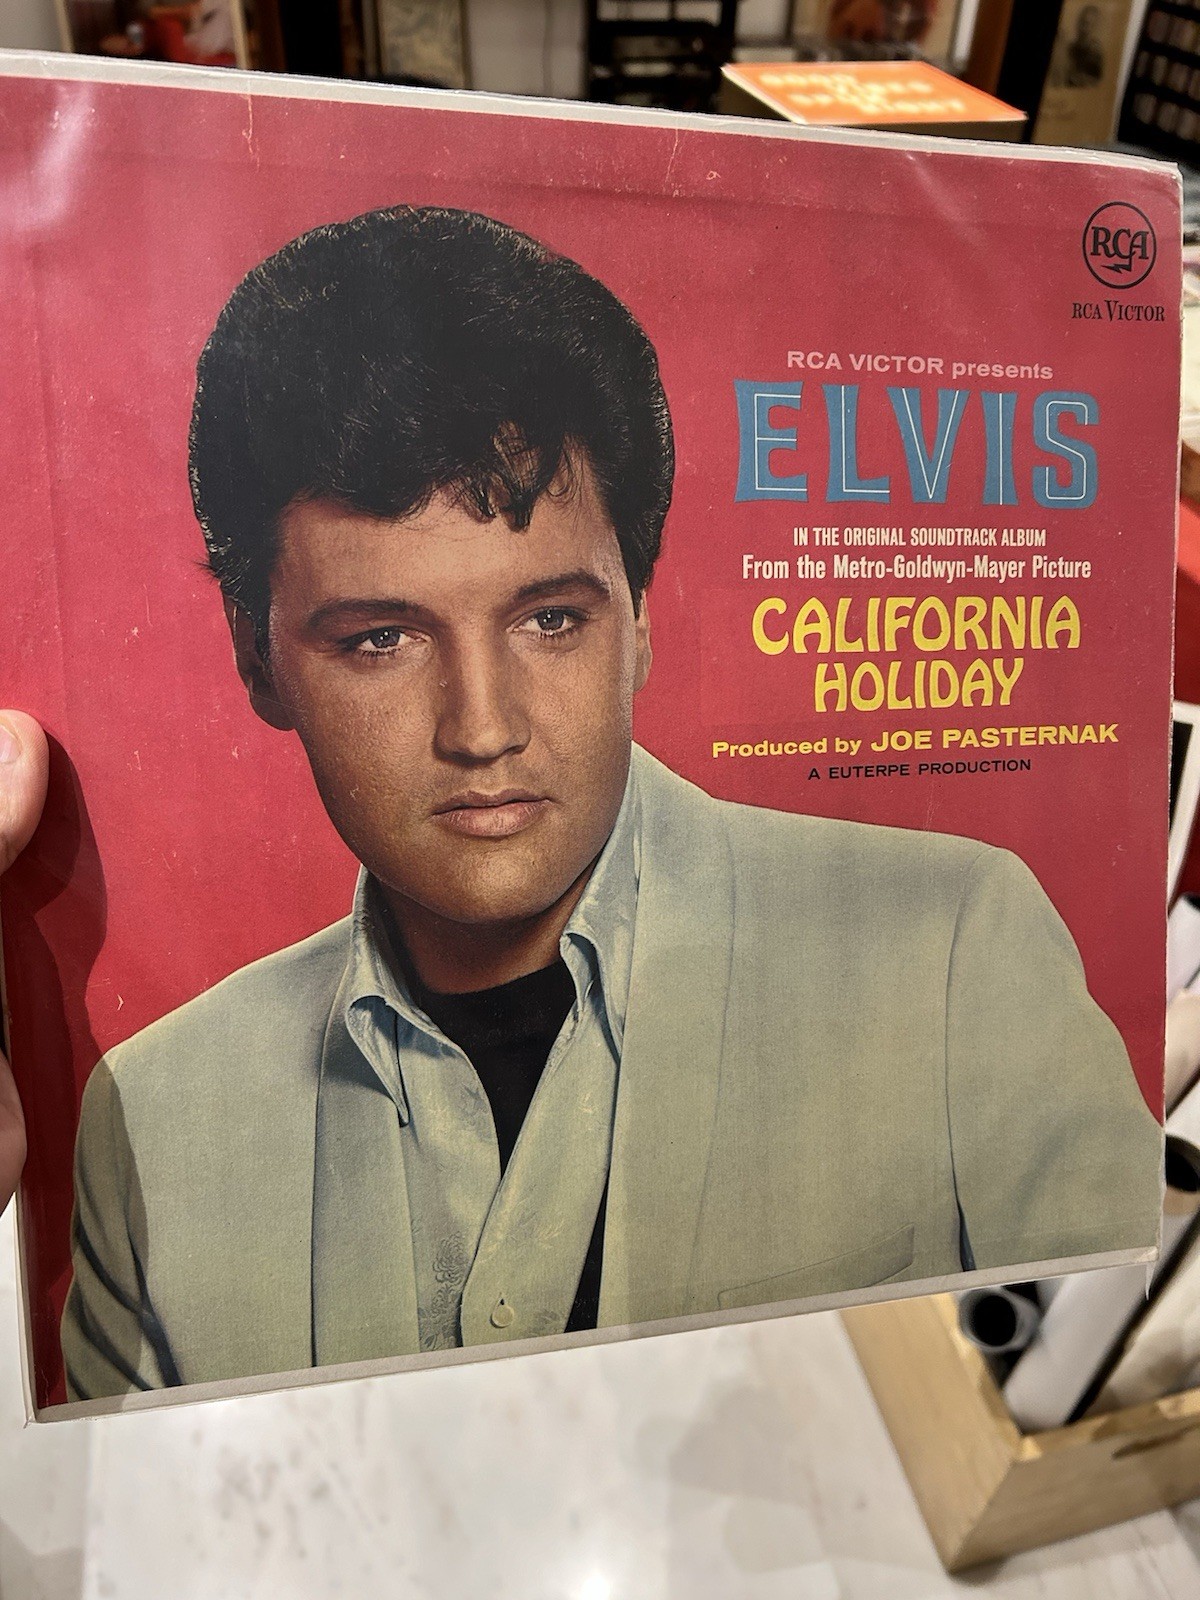 RCA
RCA VICTOR
RCA VICTOR presents
ELVIS
IN THE ORIGINAL SOUNDTRACK ALBUM
From the Metro-Goldwyn-Mayer Picture
CALIFORNIA
HOLIDAY
Produced by JOE PASTERNAK
A EUTERPE PRODUCTION